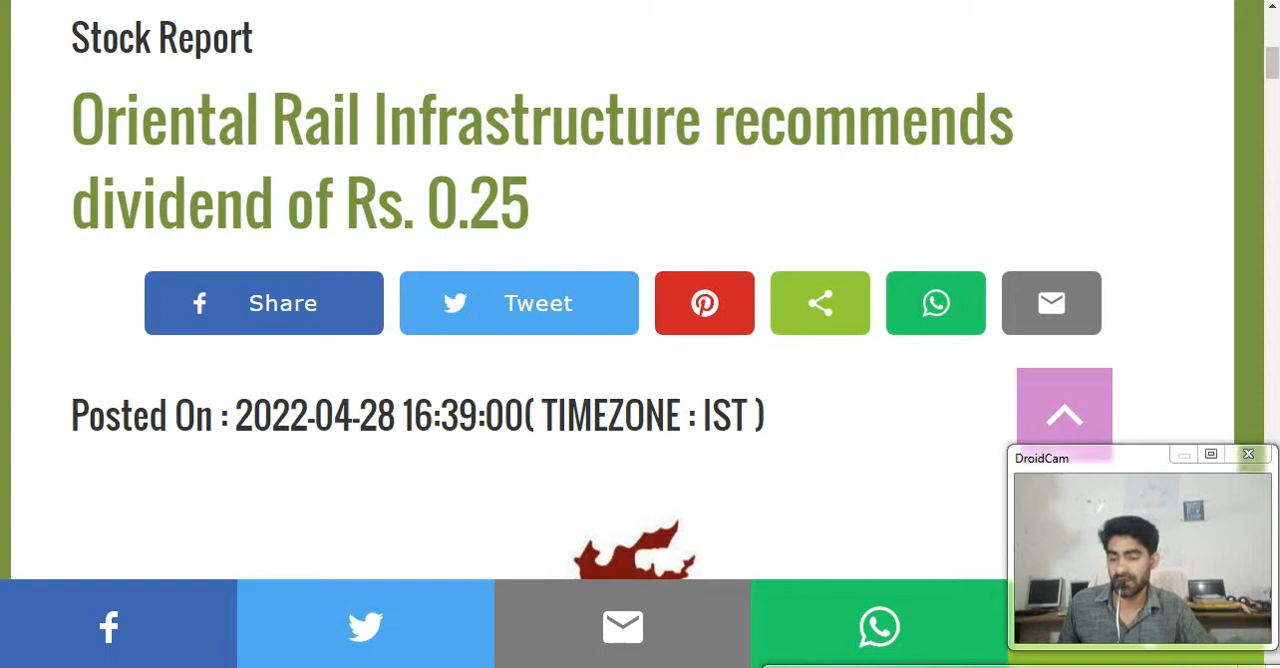 Stock Report
Oriental Rail Infrastructure recommends
dividend of Rs. 0.25
Share
Tweet
Posted On : 2022-04-28 16:39:00( TIMEZONE : IST )
DroidCam